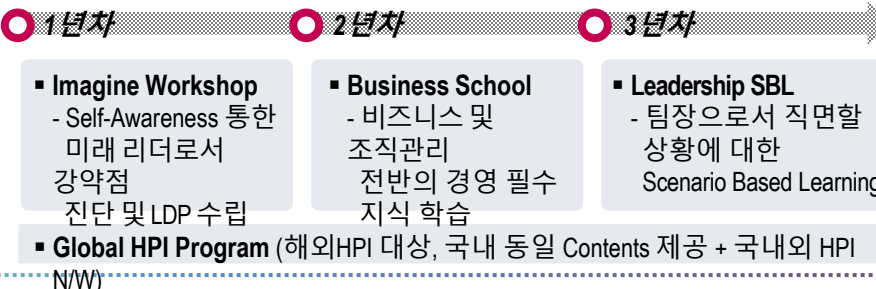 1년차 2년차 3년차
▪ Imagine Workshop
- Self-Awareness 통한
미래 리더로서
강약점
진단 및 LDP 수립
▪ Business School
- 비즈니스 및
조직관리
전반의 경영 필수
지식 학습
▪ Leadership SBL
- 팀장으로서 직면할
상황에 대한
Scenario Based Learning
▪ Global HPI Program (해외HPI 대상, 국내 동일 Contents 제공 + 국내외 HPI
N/W)